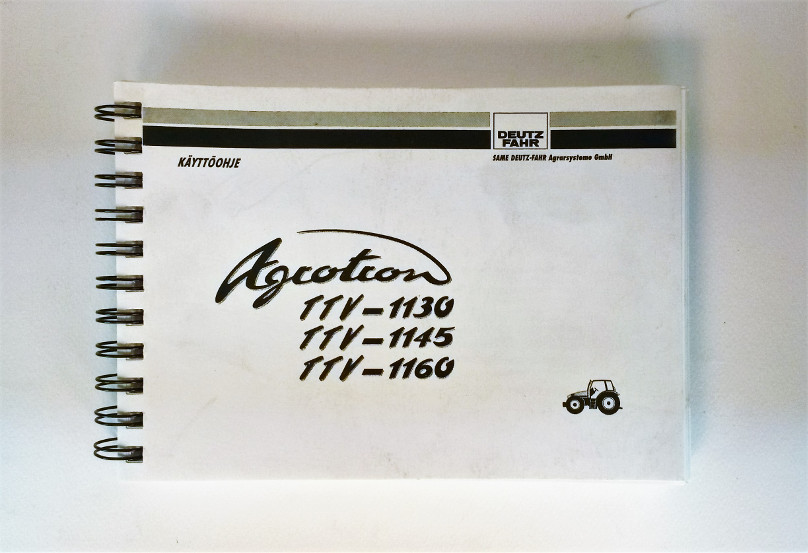 DEUTZ
FAHR
KÄYTTÖOHJE
SAME DEUTZ-FAHR Agrarsysteme GmbH
Agrotron
TTV-1130
TTV-1145
TTV-1160